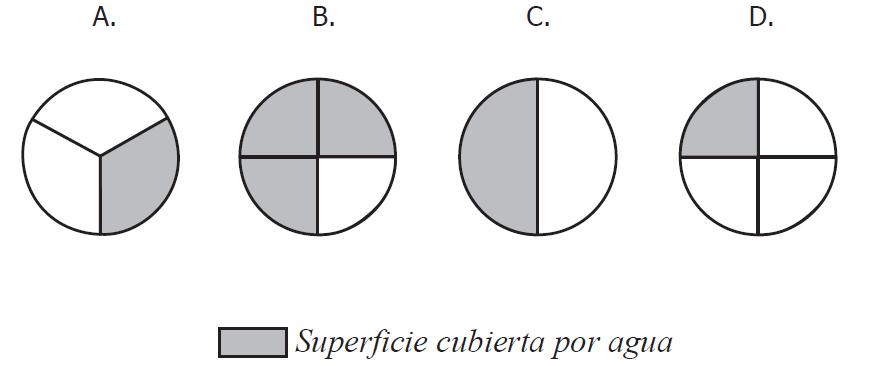 A. B. C. D.
Superficie cubierta por agua